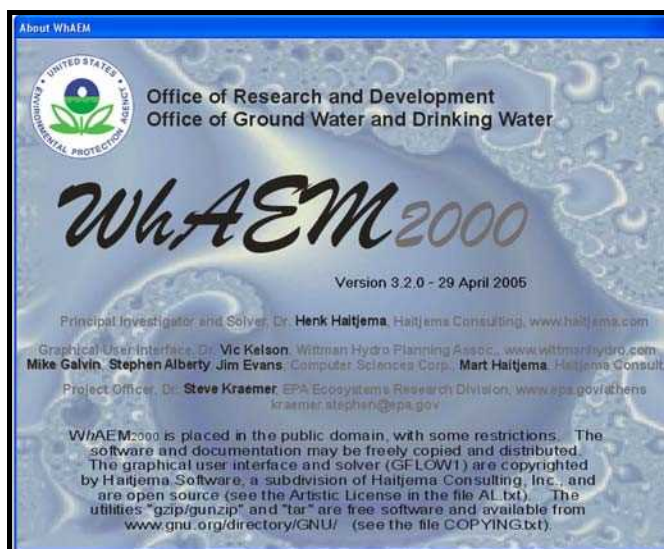 About WhAEM
UNITED STATES
ENVIRONMENTAL PROTECTION AGENCY
Office of Research and Development
Office of Ground Water and Drinking Water
WhAEM2000
Version 3.2.0 - 29 April 2005
Principal Investigator and Solver, Dr. Henk Haitjema, Haitjema Consulting, www.haitjema.com
Graphical User Interface, Dr. Vic Kelson, Wittman Hydro Planning Assoc., www.wittmanhydro.com
Mike Galvin, Stephen Alberty, Jim Evans, Computer Sciences Corp., Mart Haitjema, Haitjema Consult
Project Officer, Dr. Steve Kraemer, EPA Ecosystems Research Division, www.epa.gov/athens
kraemer.stephen@epa.gov
WhAEM2000 is placed in the public domain, with some restrictions. The
software and documentation may be freely copied and distributed.
The graphical user interface and solver (GFLOW1) are copyrighted
by Haitjema Software, a subdivision of Haitjema Consulting, Inc., and
are open source (see the Artistic License in the file AL.txt). The
utilities "gzip/gunzip" and "tar" are free software and available from
www.gnu.org/directory/GNU/ (see the file COPYING.txt).